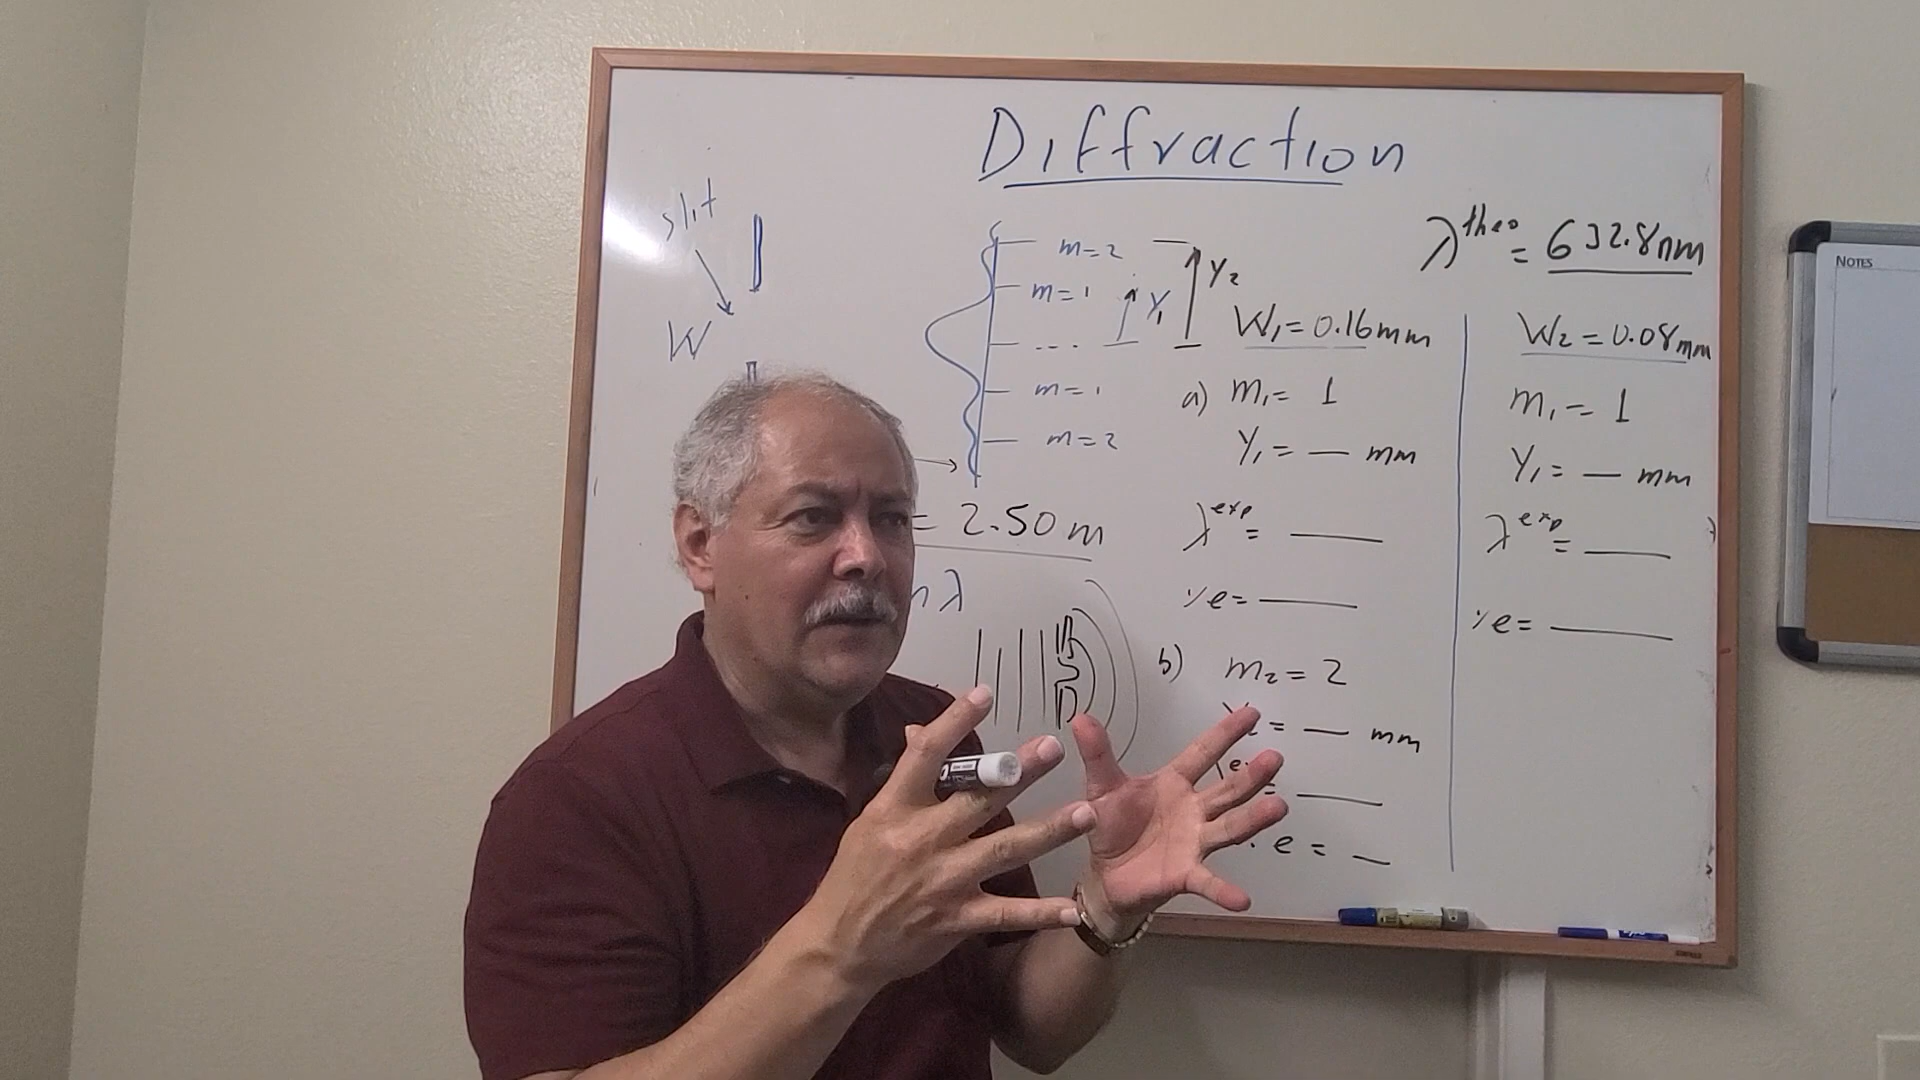 Diffraction
slit
W
m=2
m=1
---
m=1
m=2
Y₁
Y₂
= 2.50 m
λ
λ^theo = 632.8nm
W₁=0.16mm
a) m₁= 1
Y₁= — mm
λ^exp = ——
%e= ——
b) m₂=2
= — mm
= ——
e = —
W₂=0.08mm
m₁=1
Y₁= — mm
λ^exp = ——
%e= ——
NOTES